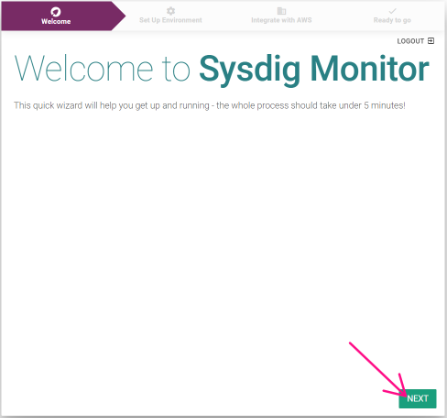 Welcome
Set Up Environment
Integrate with AWS
Ready to go
LOGOUT
Welcome to Sysdig Monitor
This quick wizard will help you get up and running - the whole process should take under 5 minutes!
NEXT